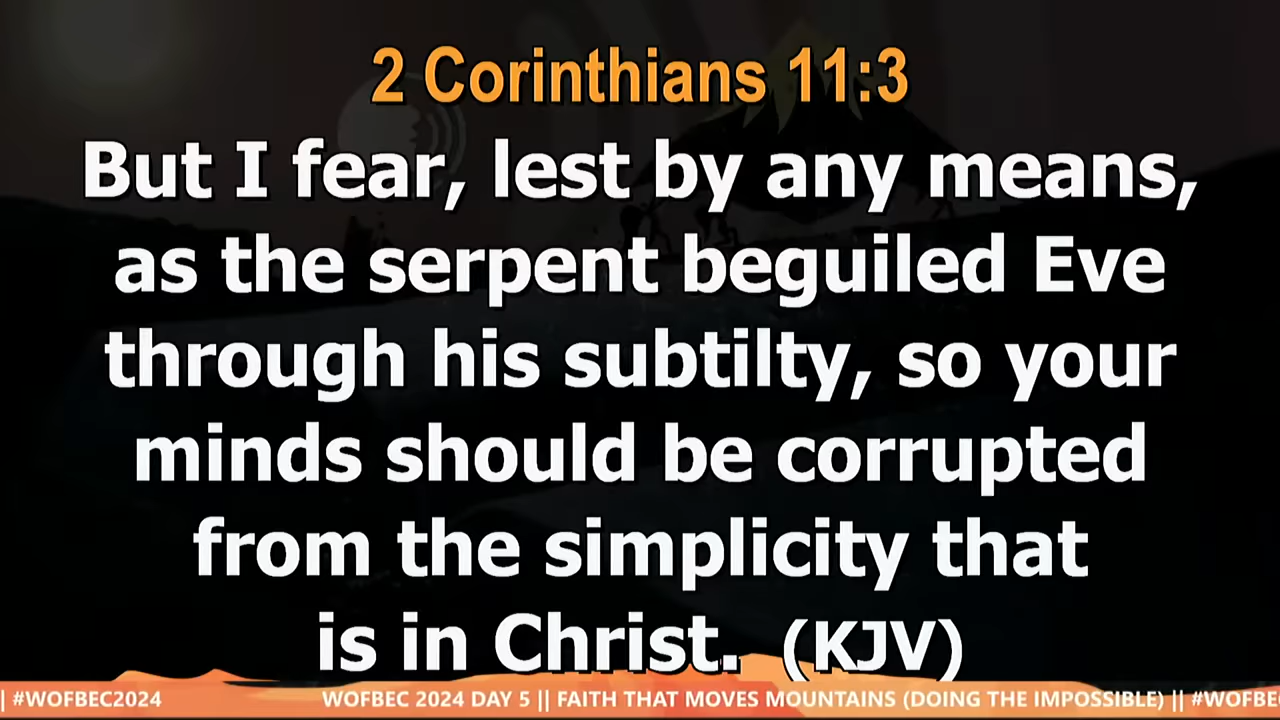 2 Corinthians 11:3
But I fear, lest by any means,
as the serpent beguiled Eve
through his subtilty, so your
minds should be corrupted
from the simplicity that
is in Christ. (KJV)
|| #WOFBEC2024 WOFBEC 2024 DAY 5 || FAITH THAT MOVES MOUNTAINS (DOING THE IMPOSSIBLE) || #WOFBE